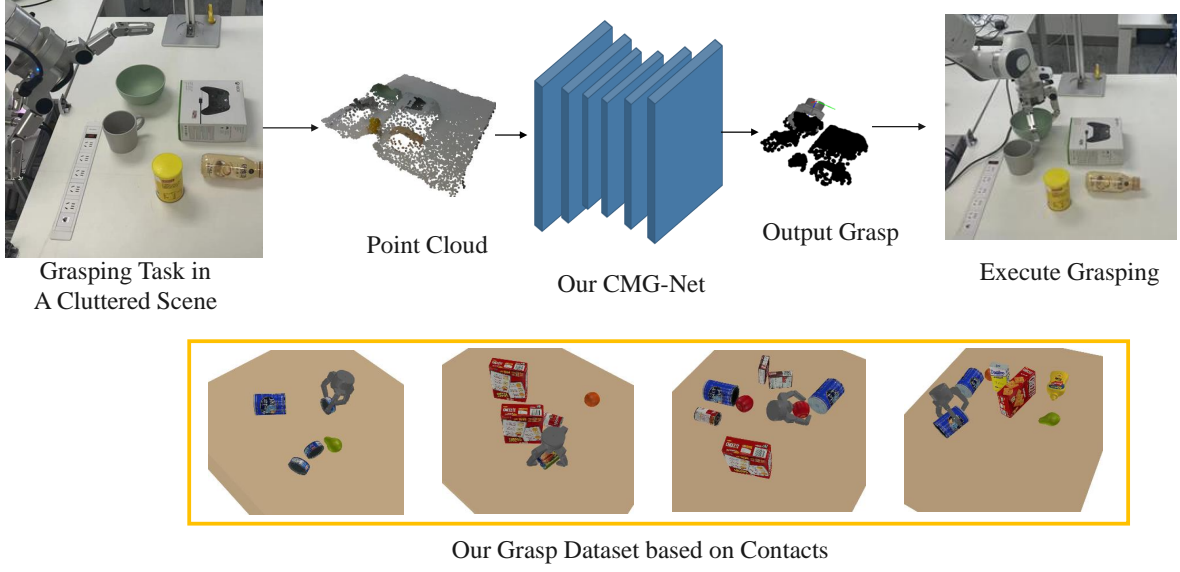 Point Cloud
Output Grasp
Grasping Task in
A Cluttered Scene
Our CMG-Net
Execute Grasping
Our Grasp Dataset based on Contacts